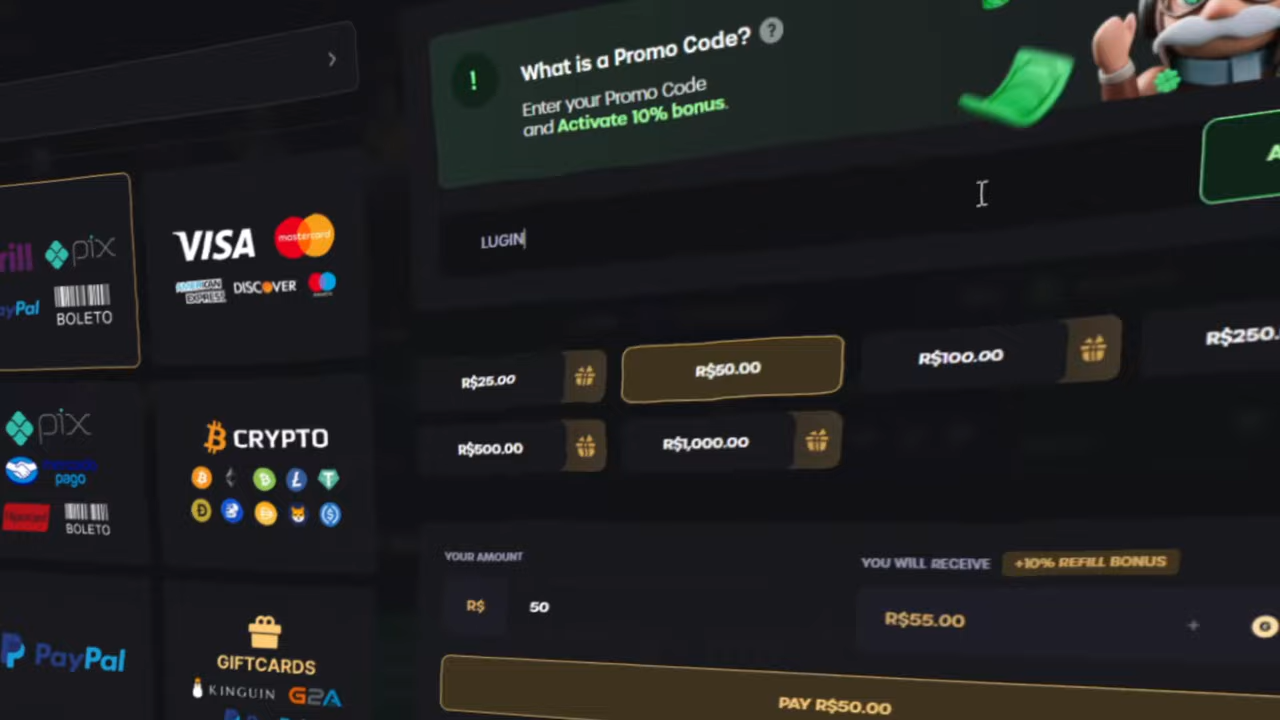 What is a Promo Code? ?
!
Enter your Promo Code
and Activate 10% bonus.
LUGIN
pix
PayPal
BOLETO
VISA
mastercard
AMERICAN EXPRESS
DISCOVER
R$25.00
R$50.00
R$100.00
R$250.
R$500.00
R$1,000.00
pix
mercado
pago
BOLETO
CRYPTO
YOUR AMOUNT
R$
50
YOU WILL RECEIVE
+10% REFILL BONUS
R$55.00
+
PayPal
GIFTCARDS
KINGUIN
G2A
PAY R$50.00